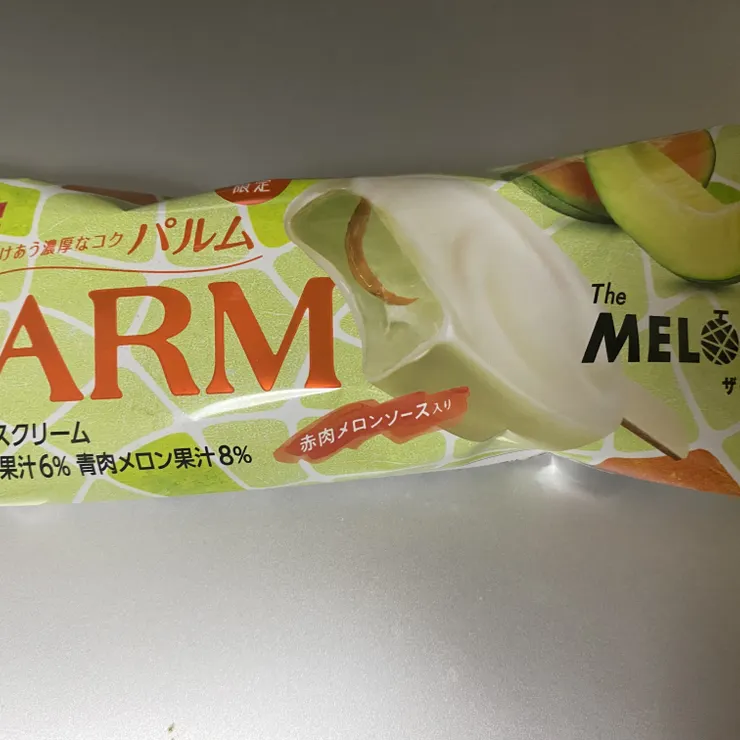 限定
けあう濃厚なコク パルム
ARM
The
MEL
ザ
赤肉メロンソース入り
スクリーム
果汁6% 青肉メロン果汁8%